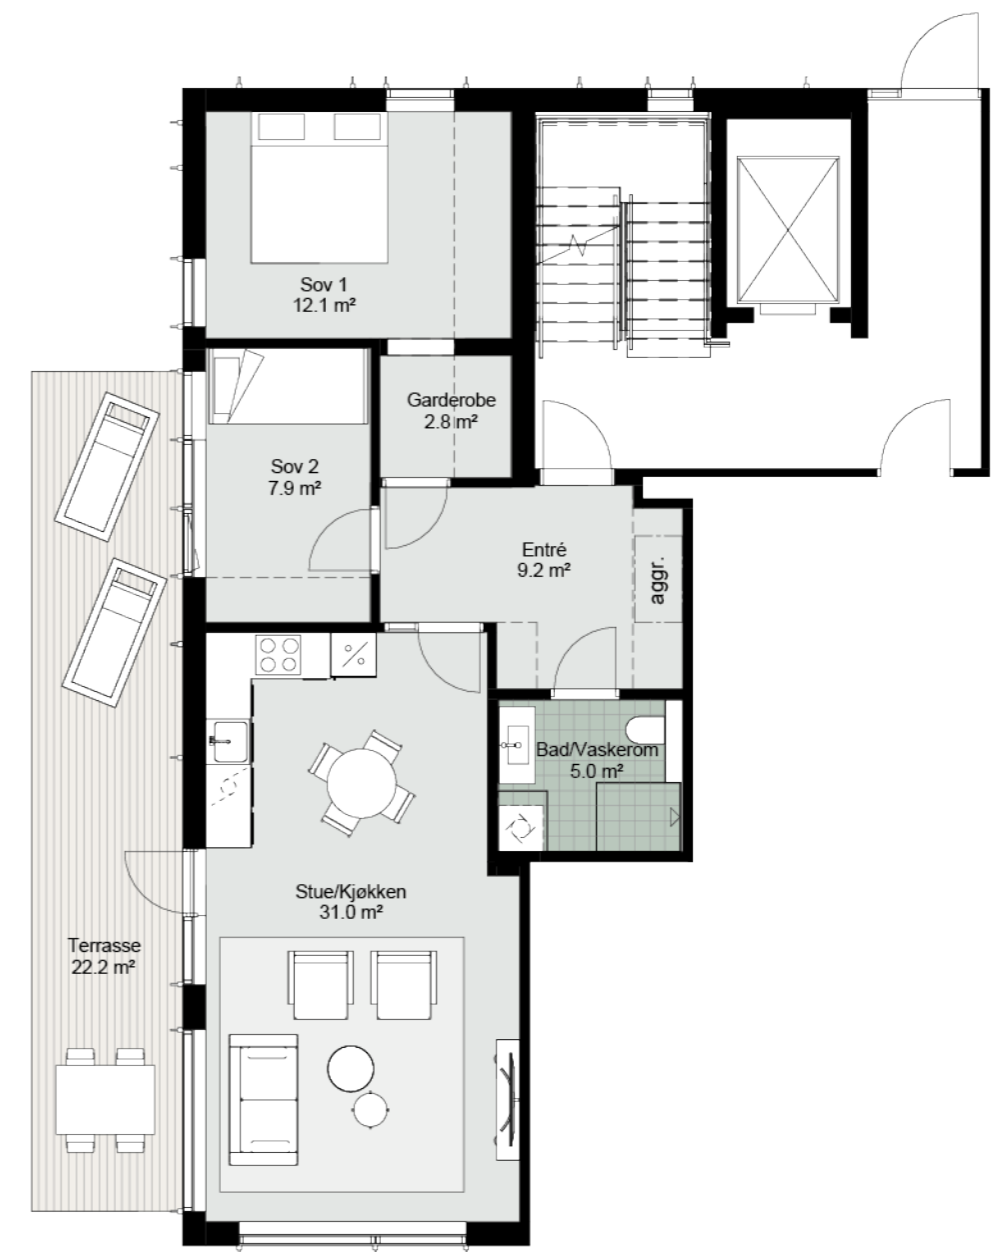 Sov 1
12.1 m²
Garderobe
2.8 m²
Sov 2
7.9 m²
Entré
9.2 m²
aggr.
Bad/Vaskerom
5.0 m²
Stue/Kjøkken
31.0 m²
Terrasse
22.2 m²